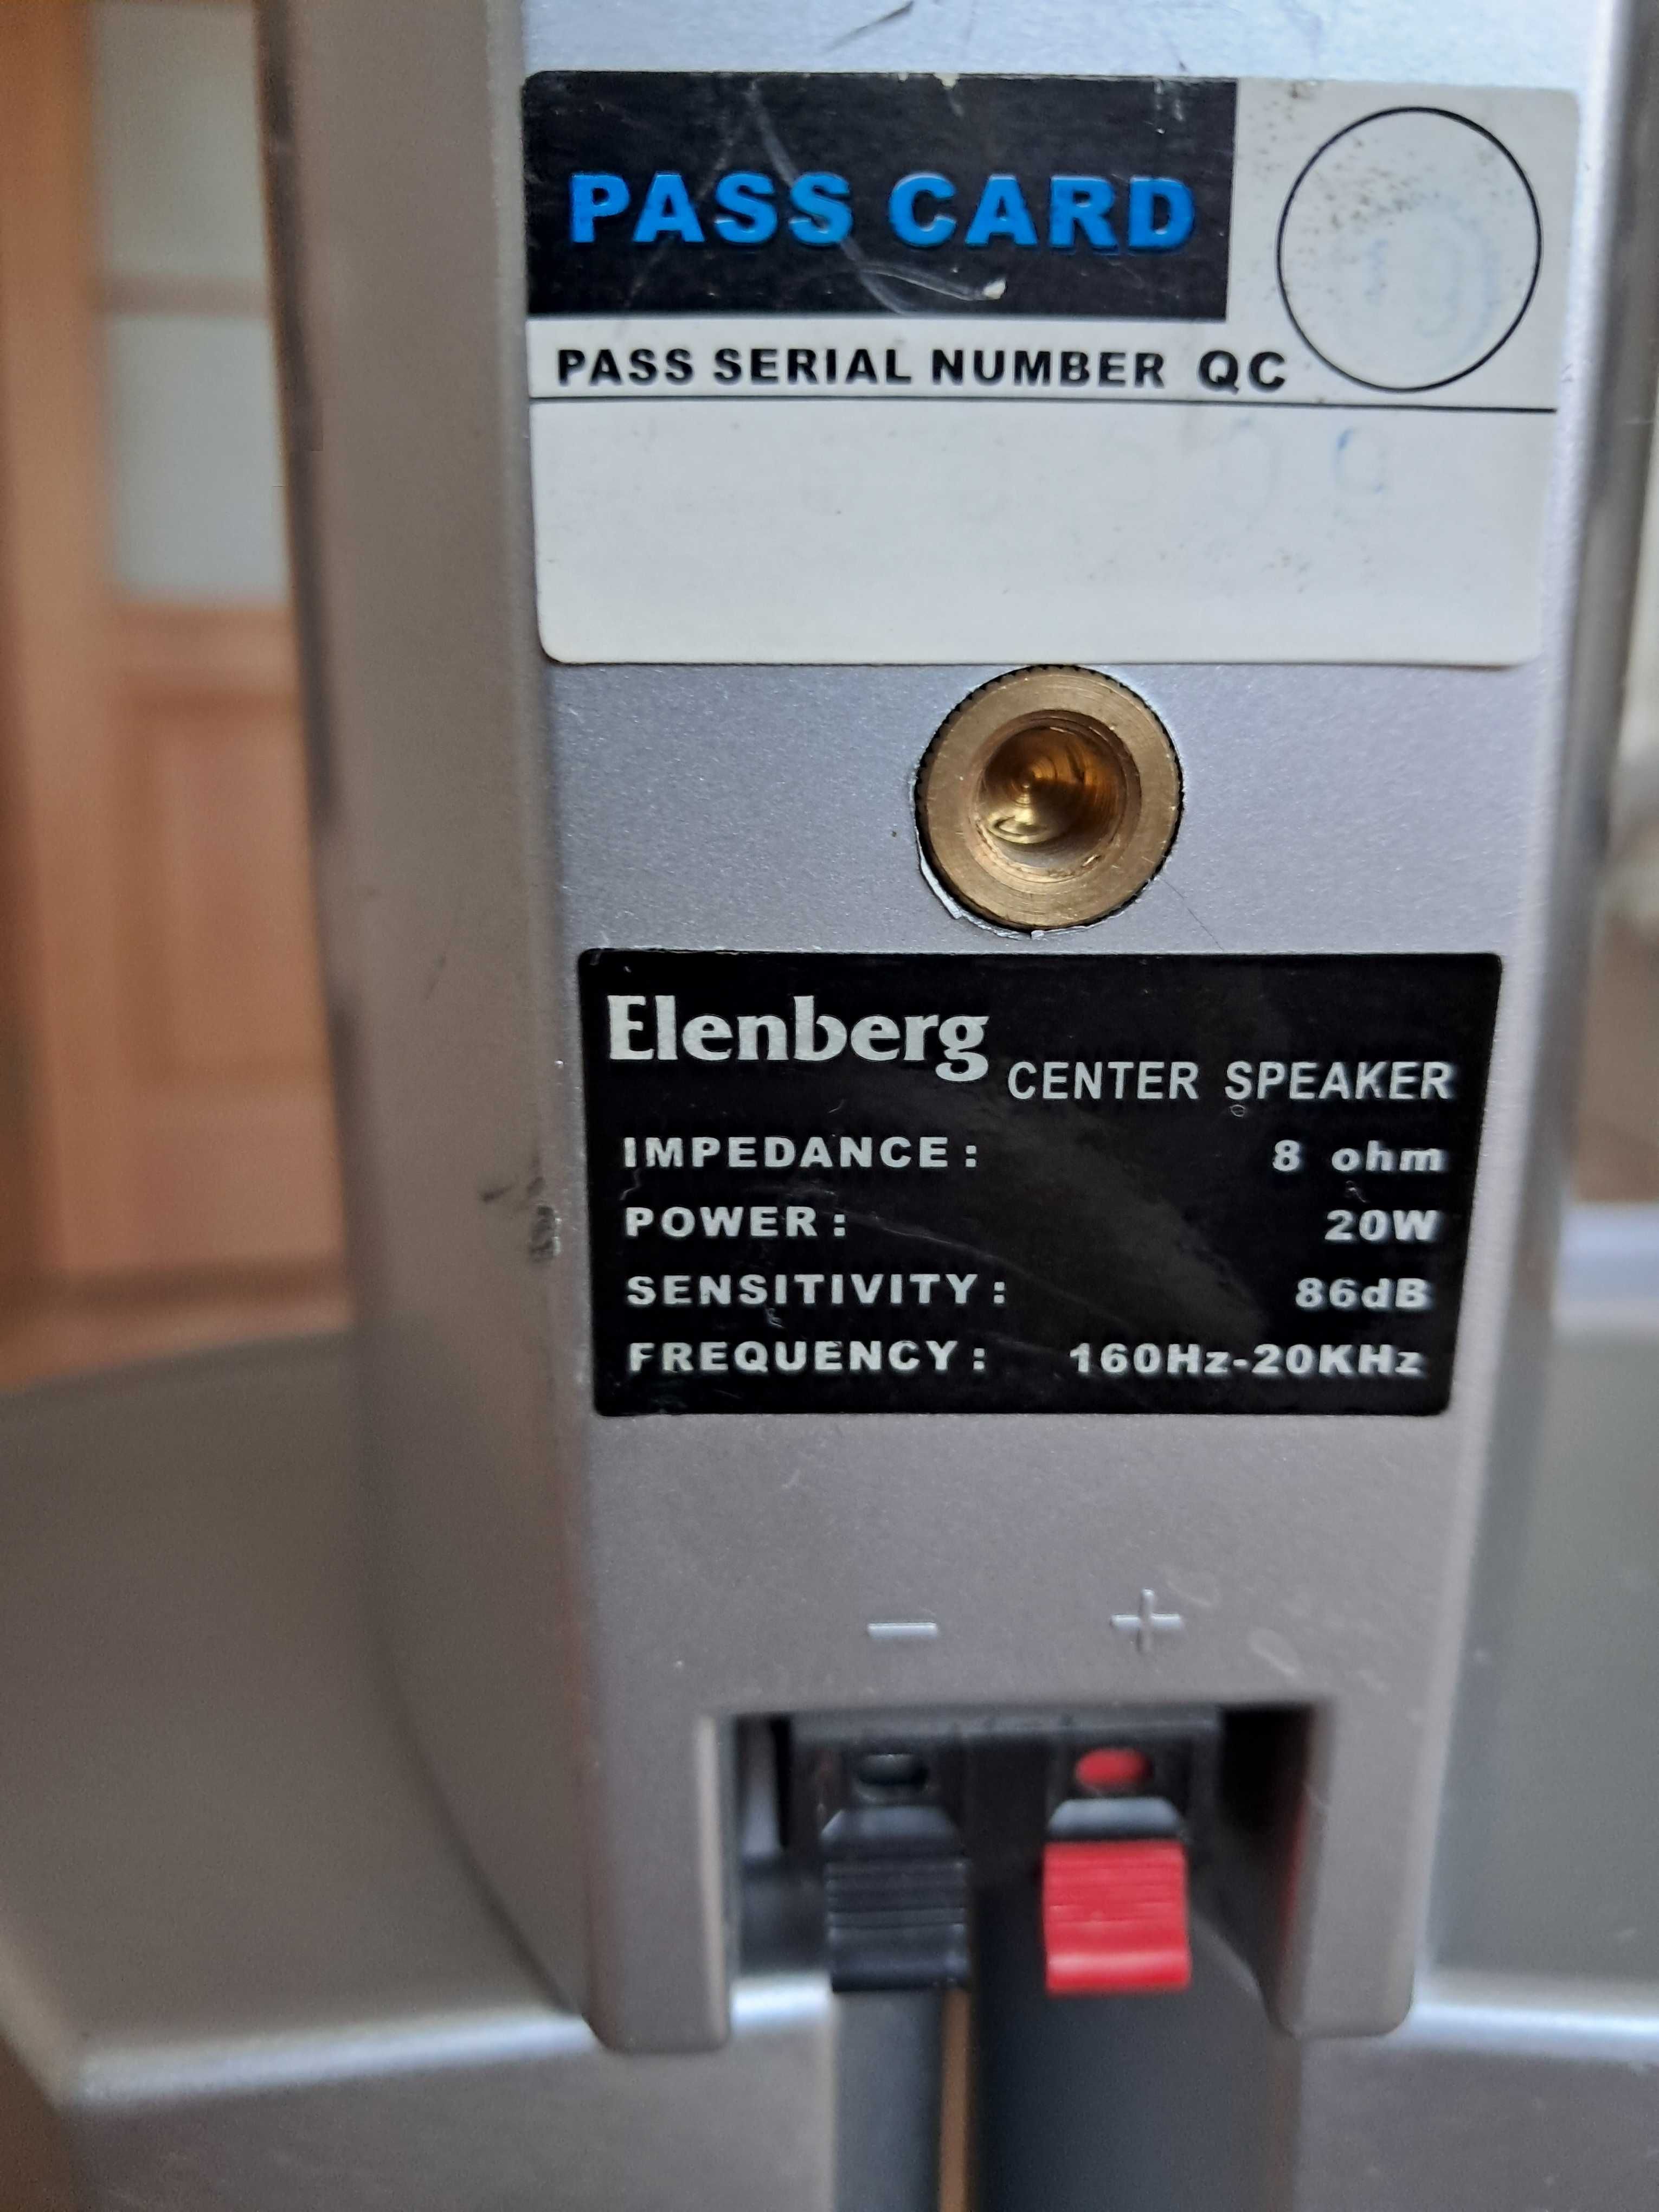 PASS CARD
PASS SERIAL NUMBER QC
Elenberg CENTER SPEAKER
IMPEDANCE: 8 ohm
POWER: 20W
SENSITIVITY: 86dB
FREQUENCY: 160Hz-20KHz
- +